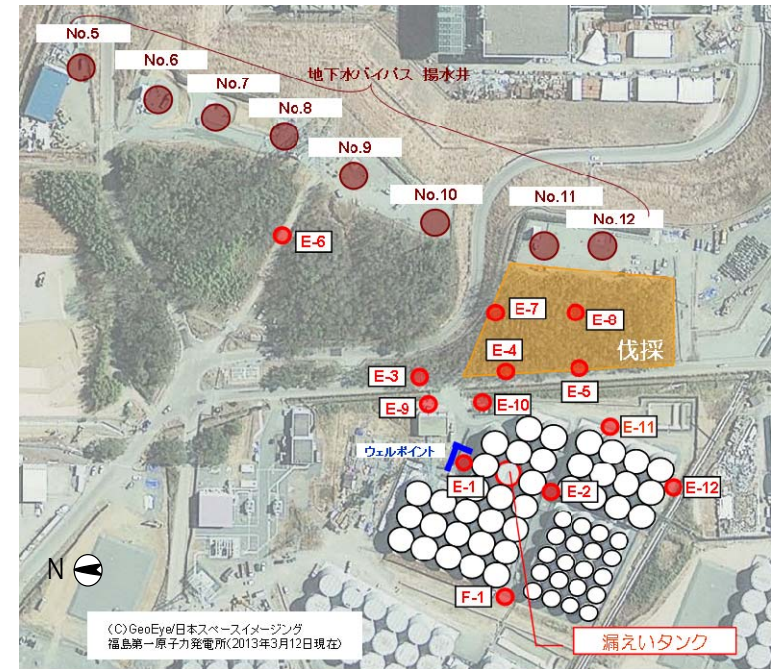 No.5
No.6
No.7
地下水バイパス 揚水井
No.8
No.9
No.10
No.11
No.12
E-6
E-7
E-8
伐採
E-4
E-3
E-5
E-9
E-10
E-11
ウェルポイント
E-1
E-2
E-12
N
F-1
(C)GeoEye/日本スペースイメージング
福島第一原子力発電所(2013年3月12日現在)
漏えいタンク